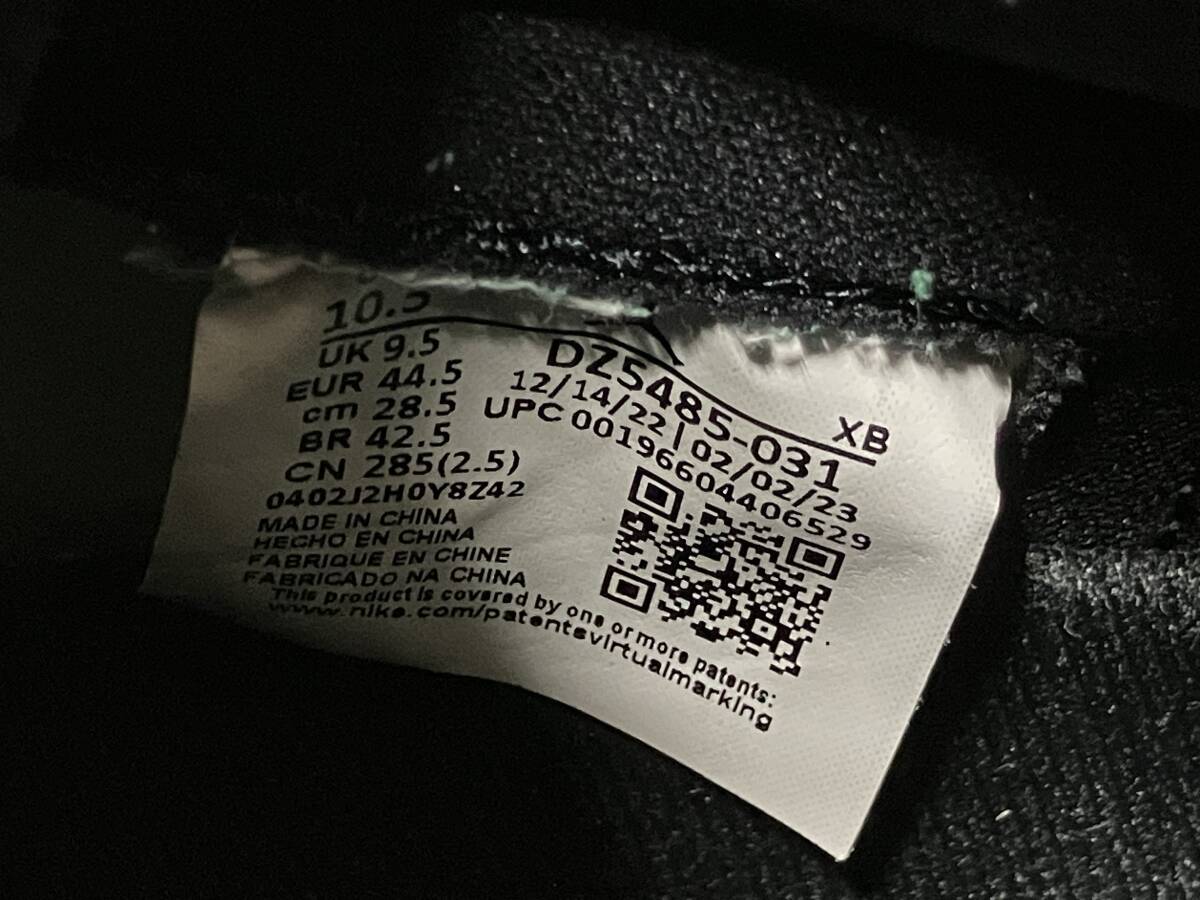 10.5
UK 9.5
EUR 44.5
cm 28.5
BR 42.5
CN 285(2.5)
0402J2H0Y8Z42
MADE IN CHINA
HECHO EN CHINA
FABRIQUE EN CHINE
FABRICADO NA CHINA
XB
DZ5485-031
12/14/22 | 02/02/23
UPC 00196604406529
This product is covered by one or more patents:
www.nike.com/patentsvirtualmarking